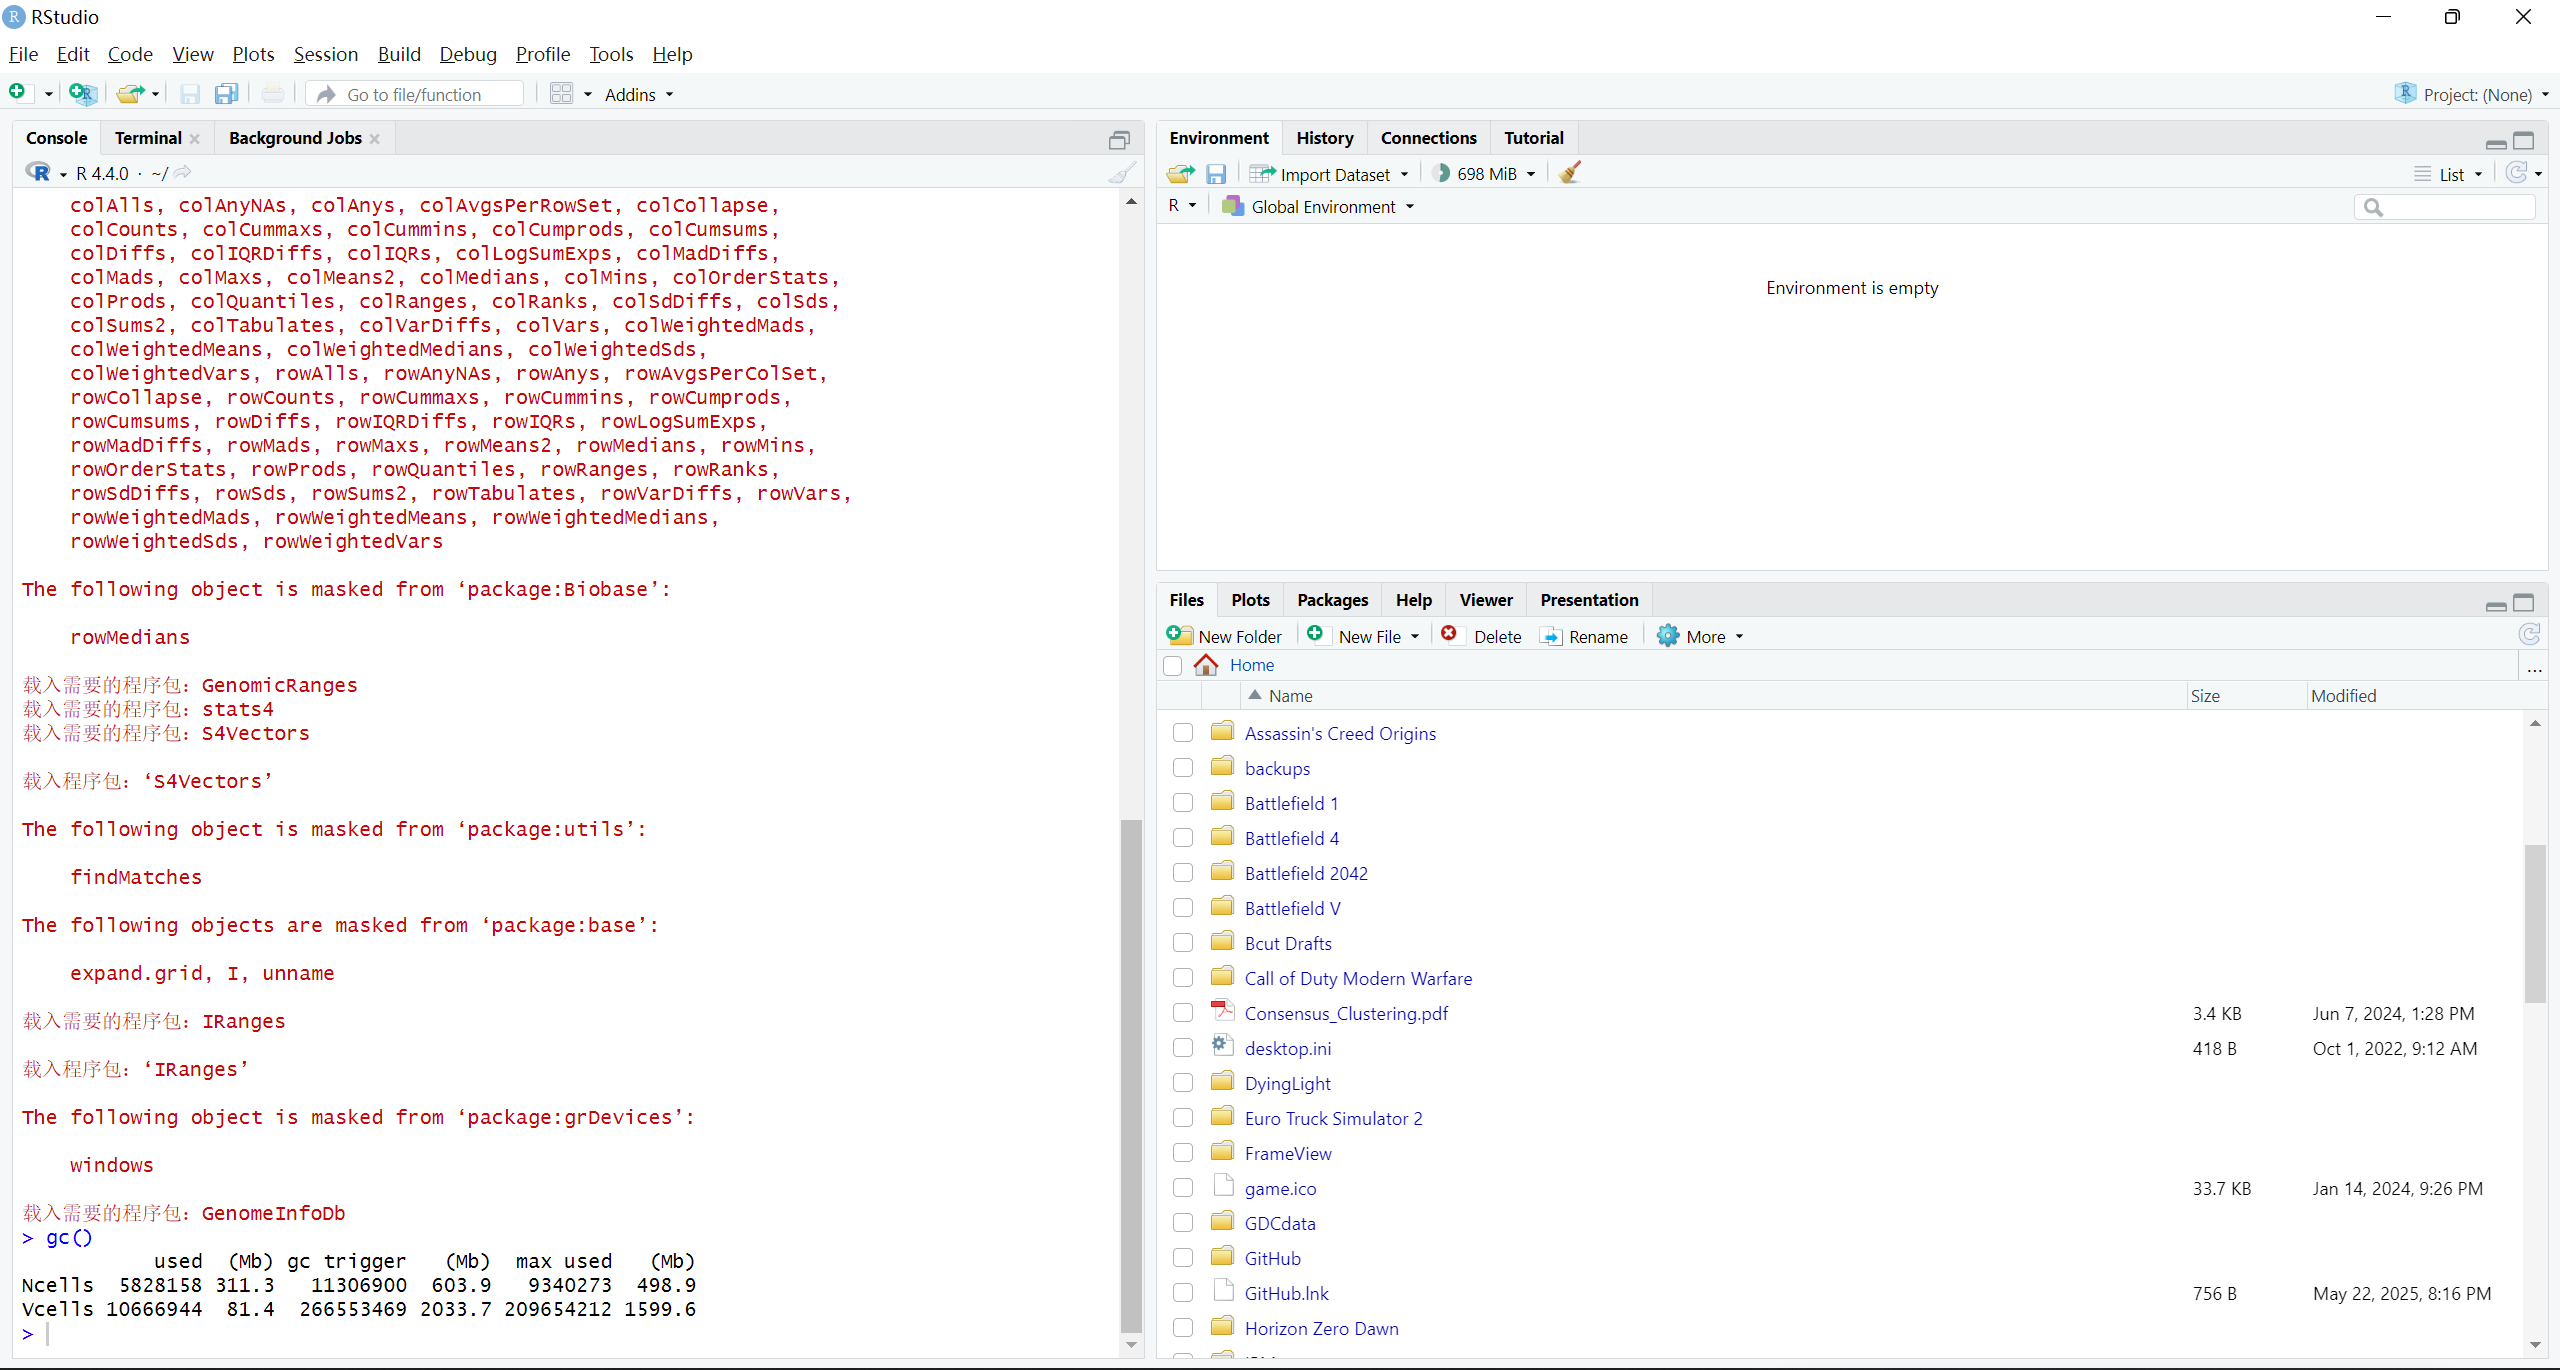 RStudio
File Edit Code View Plots Session Build Debug Profile Tools Help
Go to file/function Addins Project: (None)
Console Terminal Background Jobs
R 4.4.0 · ~/
colAlls, colAnyNAs, colAnys, colAvgsPerRowSet, colCollapse,
colCounts, colCummaxs, colCummins, colCumprods, colCumsums,
colDiffs, colIQRDiffs, colIQRs, colLogSumExps, colMadDiffs,
colMads, colMaxs, colMeans2, colMedians, colMins, colOrderStats,
colProds, colQuantiles, colRanges, colRanks, colSdDiffs, colSds,
colSums2, colTabulates, colVarDiffs, colVars, colWeightedMads,
colWeightedMeans, colWeightedMedians, colWeightedSds,
colWeightedVars, rowAlls, rowAnyNAs, rowAnys, rowAvgsPerColSet,
rowCollapse, rowCounts, rowCummaxs, rowCummins, rowCumprods,
rowCumsums, rowDiffs, rowIQRDiffs, rowIQRs, rowLogSumExps,
rowMadDiffs, rowMads, rowMaxs, rowMeans2, rowMedians, rowMins,
rowOrderStats, rowProds, rowQuantiles, rowRanges, rowRanks,
rowSdDiffs, rowSds, rowSums2, rowTabulates, rowVarDiffs, rowVars,
rowWeightedMads, rowWeightedMeans, rowWeightedMedians,
rowWeightedSds, rowWeightedVars
The following object is masked from ‘package:Biobase’:
rowMedians
载入需要的程序包：GenomicRanges
载入需要的程序包：stats4
载入需要的程序包：S4Vectors
载入程序包：‘S4Vectors’
The following object is masked from ‘package:utils’:
findMatches
The following objects are masked from ‘package:base’:
expand.grid, I, unname
载入需要的程序包：IRanges
载入程序包：‘IRanges’
The following object is masked from ‘package:grDevices’:
windows
载入需要的程序包：GenomeInfoDb
> gc()
used (Mb) gc trigger (Mb) max used (Mb)
Ncells 5828158 311.3 11306900 603.9 9340273 498.9
Vcells 10666944 81.4 266553469 2033.7 209654212 1599.6
>
Environment History Connections Tutorial
Import Dataset 698 MiB List
R Global Environment
Environment is empty
Files Plots Packages Help Viewer Presentation
New Folder New File Delete Rename More
Home ...
Name Size Modified
Assassin's Creed Origins
backups
Battlefield 1
Battlefield 4
Battlefield 2042
Battlefield V
Bcut Drafts
Call of Duty Modern Warfare
Consensus_Clustering.pdf 3.4 KB Jun 7, 2024, 1:28 PM
desktop.ini 418 B Oct 1, 2022, 9:12 AM
DyingLight
Euro Truck Simulator 2
FrameView
game.ico 33.7 KB Jan 14, 2024, 9:26 PM
GDCdata
GitHub
GitHub.lnk 756 B May 22, 2025, 8:16 PM
Horizon Zero Dawn